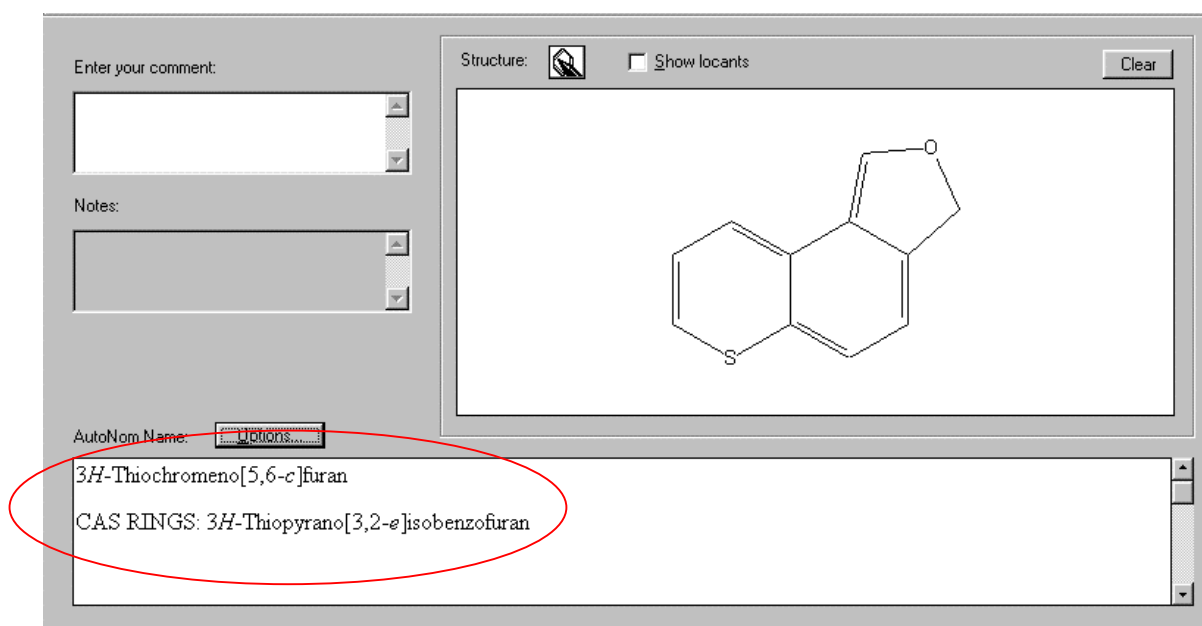 Enter your comment:
Structure:
Show locants
Clear
Notes:
O
S
AutoNom Name:
Options...
3H-Thiochromeno[5,6-c]furan
CAS RINGS: 3H-Thiopyrano[3,2-e]isobenzofuran